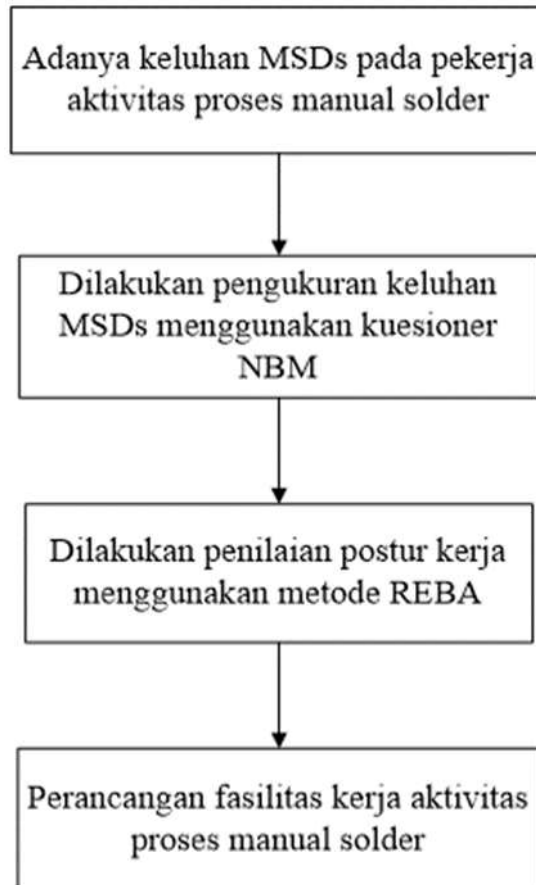 Adanya keluhan MSDs pada pekerja
aktivitas proses manual solder
Dilakukan pengukuran keluhan
MSDs menggunakan kuesioner
NBM
Dilakukan penilaian postur kerja
menggunakan metode REBA
Perancangan fasilitas kerja aktivitas
proses manual solder